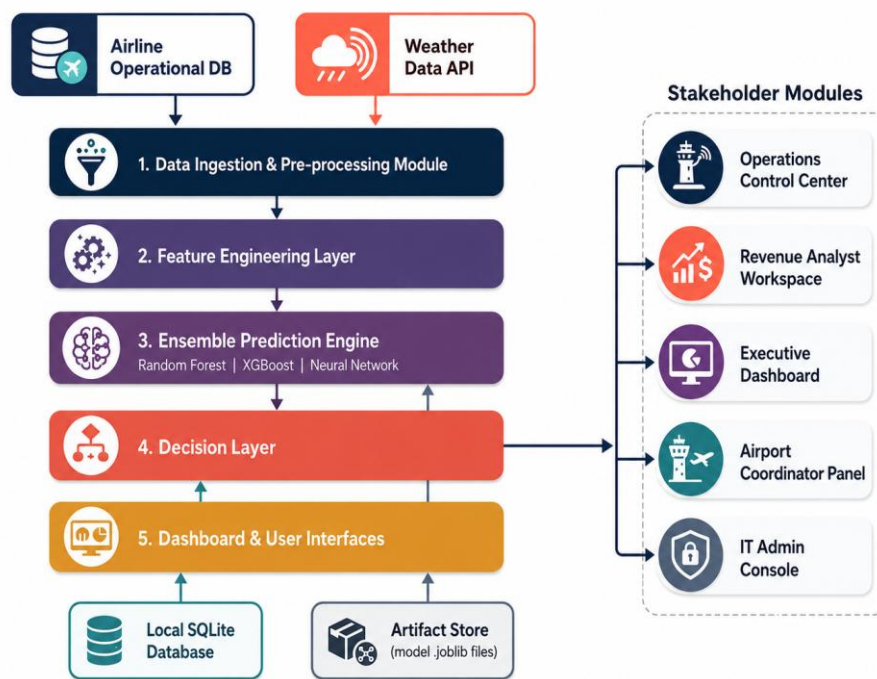 Airline
Operational DB
Weather
Data API
1. Data Ingestion & Pre-processing Module
2. Feature Engineering Layer
3. Ensemble Prediction Engine
Random Forest | XGBoost | Neural Network
4. Decision Layer
5. Dashboard & User Interfaces
Local SQLite
Database
Artifact Store
(model .joblib files)
Stakeholder Modules
Operations
Control Center
Revenue Analyst
Workspace
Executive
Dashboard
Airport
Coordinator Panel
IT Admin
Console